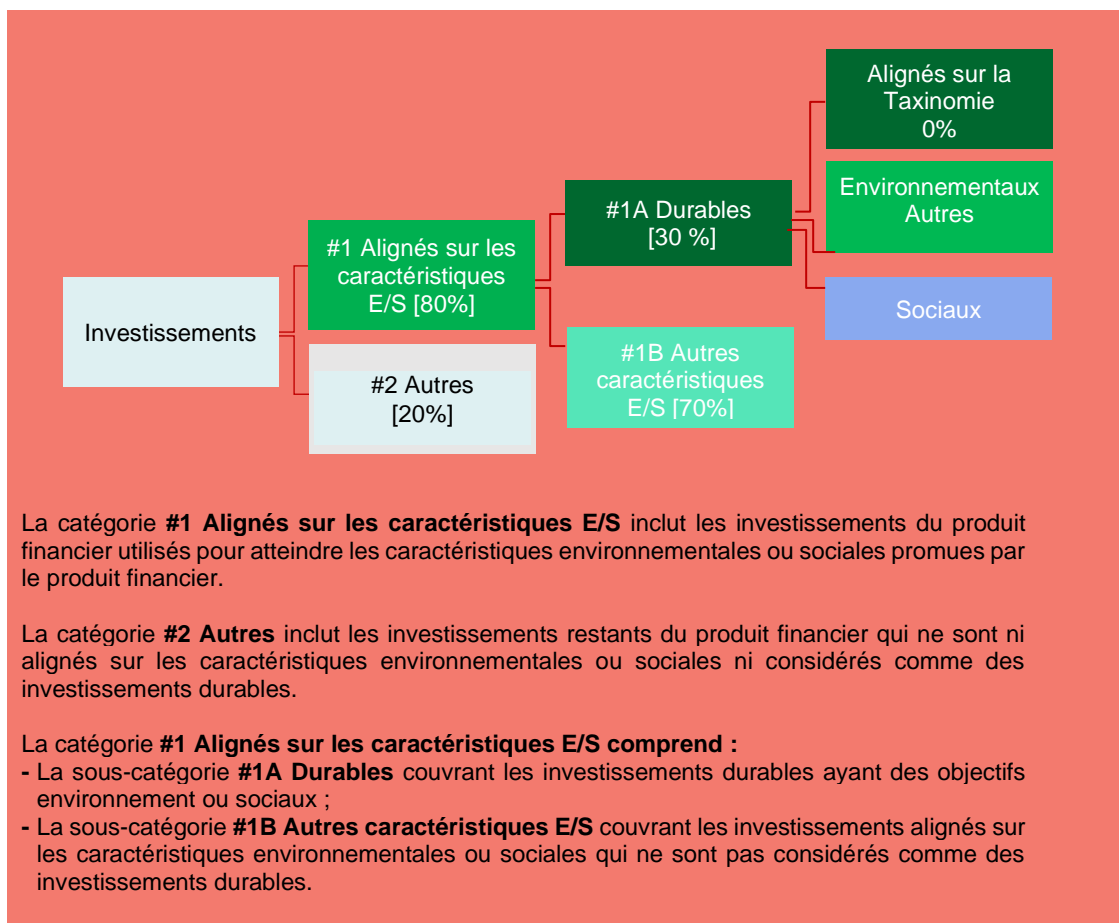 Alignés sur la
Taxinomie
0%
Environnementaux
Autres
#1A Durables
[30 %]
#1 Alignés sur les
caractéristiques
E/S [80%]
Sociaux
Investissements
#1B Autres
caractéristiques
E/S [70%]
#2 Autres
[20%]
La catégorie #1 Alignés sur les caractéristiques E/S inclut les investissements du produit
financier utilisés pour atteindre les caractéristiques environnementales ou sociales promues par
le produit financier.
La catégorie #2 Autres inclut les investissements restants du produit financier qui ne sont ni
alignés sur les caractéristiques environnementales ou sociales ni considérés comme des
investissements durables.
La catégorie #1 Alignés sur les caractéristiques E/S comprend :
- La sous-catégorie #1A Durables couvrant les investissements durables ayant des objectifs
environnement ou sociaux ;
- La sous-catégorie #1B Autres caractéristiques E/S couvrant les investissements alignés sur
les caractéristiques environnementales ou sociales qui ne sont pas considérés comme des
investissements durables.